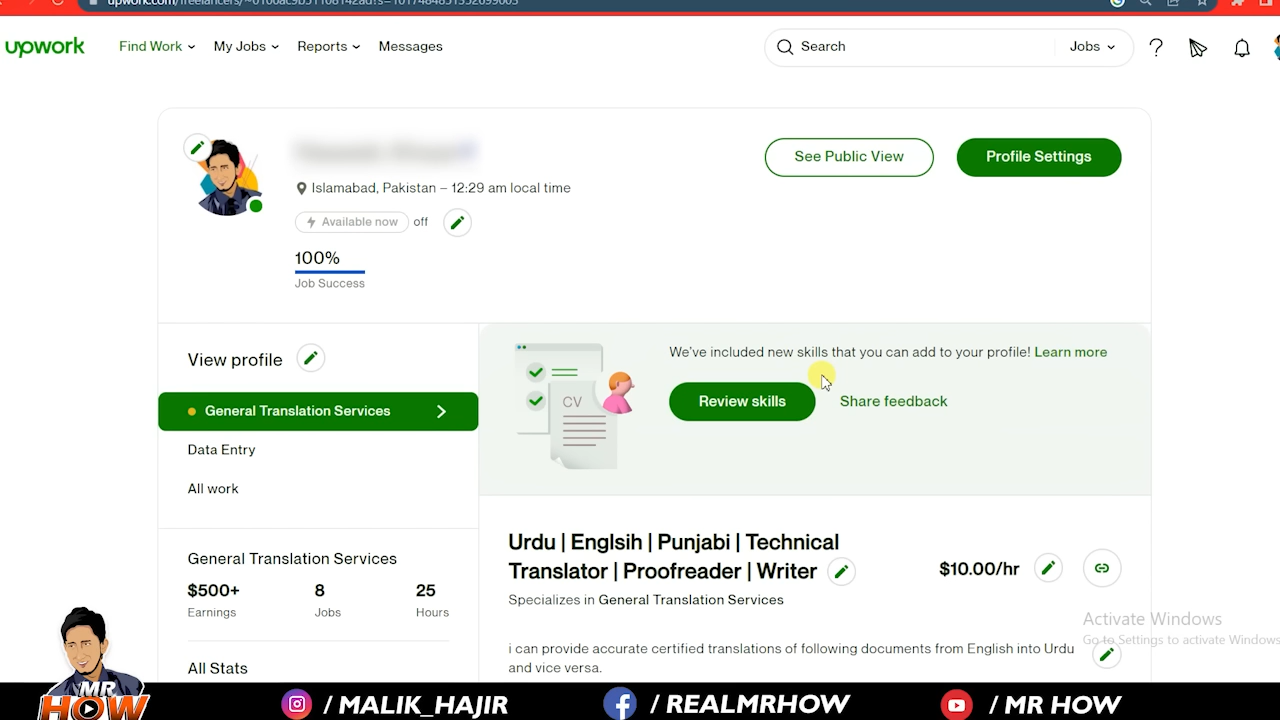 upwork
Find Work
My Jobs
Reports
Messages
Search
Jobs
See Public View
Profile Settings
Islamabad, Pakistan – 12:29 am local time
Available now
off
100%
Job Success
View profile
General Translation Services
Data Entry
All work
General Translation Services
$500+
8
25
Earnings
Jobs
Hours
All Stats
We've included new skills that you can add to your profile! Learn more
CV
Review skills
Share feedback
Urdu | Englsih | Punjabi | Technical
Translator | Proofreader | Writer
$10.00/hr
Specializes in General Translation Services
i can provide accurate certified translations of following documents from English into Urdu
and vice versa.
Activate Windows
Go to Settings to activate Windows
MR
HOW
/ MALIK_HAJIR
/ REALMRHOW
/ MR HOW